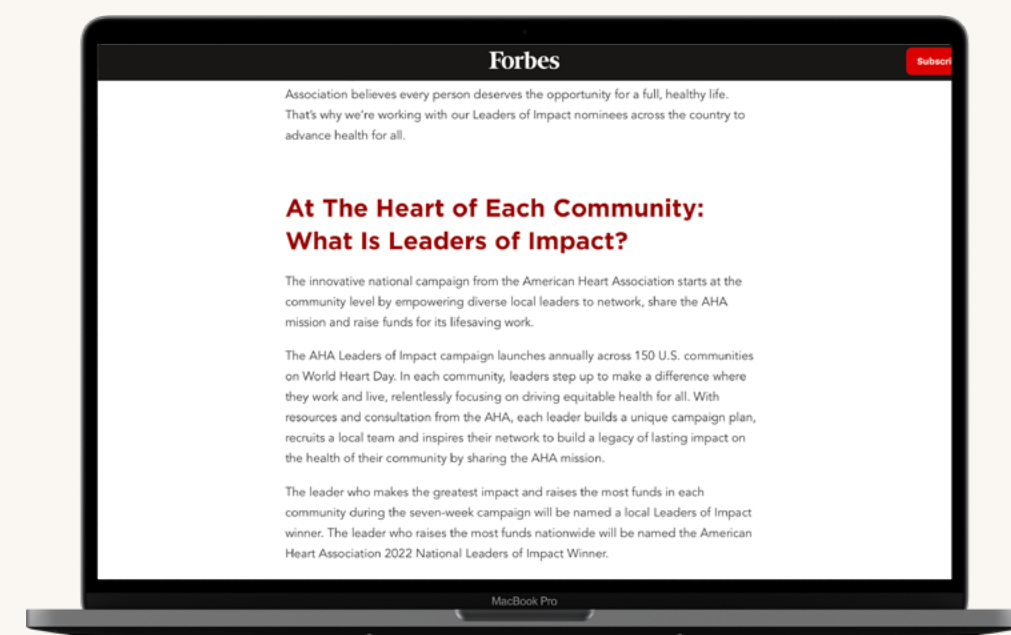 Forbes
Association believes every person deserves the opportunity for a full, healthy life.
That's why we're working with our Leaders of Impact nominees across the country to
advance health for all.
At The Heart of Each Community:
What Is Leaders of Impact?
The innovative national campaign from the American Heart Association starts at the
community level by empowering diverse local leaders to network, share the AHA
mission and raise funds for its lifesaving work.
The AHA Leaders of Impact campaign launches annually across 150 U.S. communities
on World Heart Day. In each community, leaders step up to make a difference where
they work and live, relentlessly focusing on driving equitable health for all. With
resources and consultation from the AHA, each leader builds a unique campaign plan,
recruits a local team and inspires their network to build a legacy of lasting impact on
the health of their community by sharing the AHA mission.
The leader who makes the greatest impact and raises the most funds in each
community during the seven-week campaign will be named a local Leaders of Impact
winner. The leader who raises the most funds nationwide will be named the American
Heart Association 2022 National Leaders of Impact Winner.
MacBook Pro